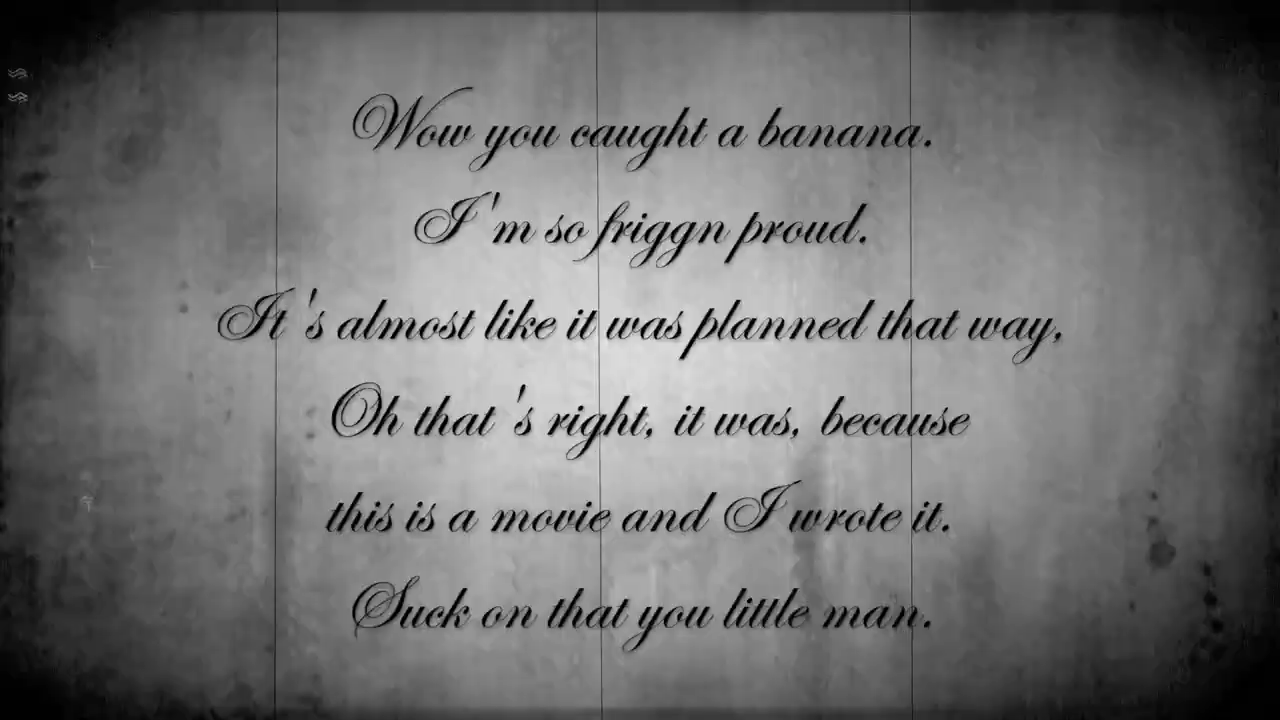 Wow you caught a banana.
I'm so friggn proud.
It's almost like it was planned that way,
Oh that's right, it was, because
this is a movie and I wrote it.
Suck on that you little man.